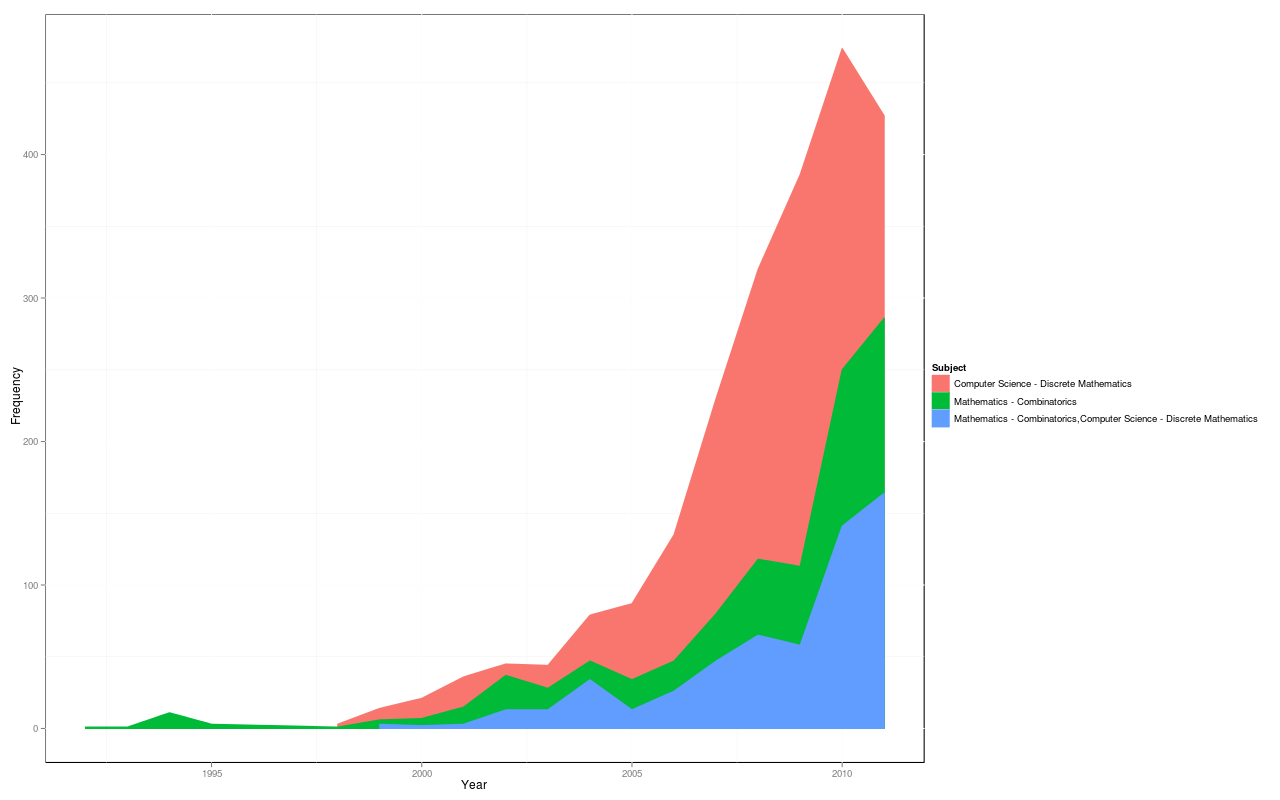 400
300
200
100
0
Frequency
1995
2000
2005
2010
Year
Subject
Computer Science - Discrete Mathematics
Mathematics - Combinatorics
Mathematics - Combinatorics,Computer Science - Discrete Mathematics